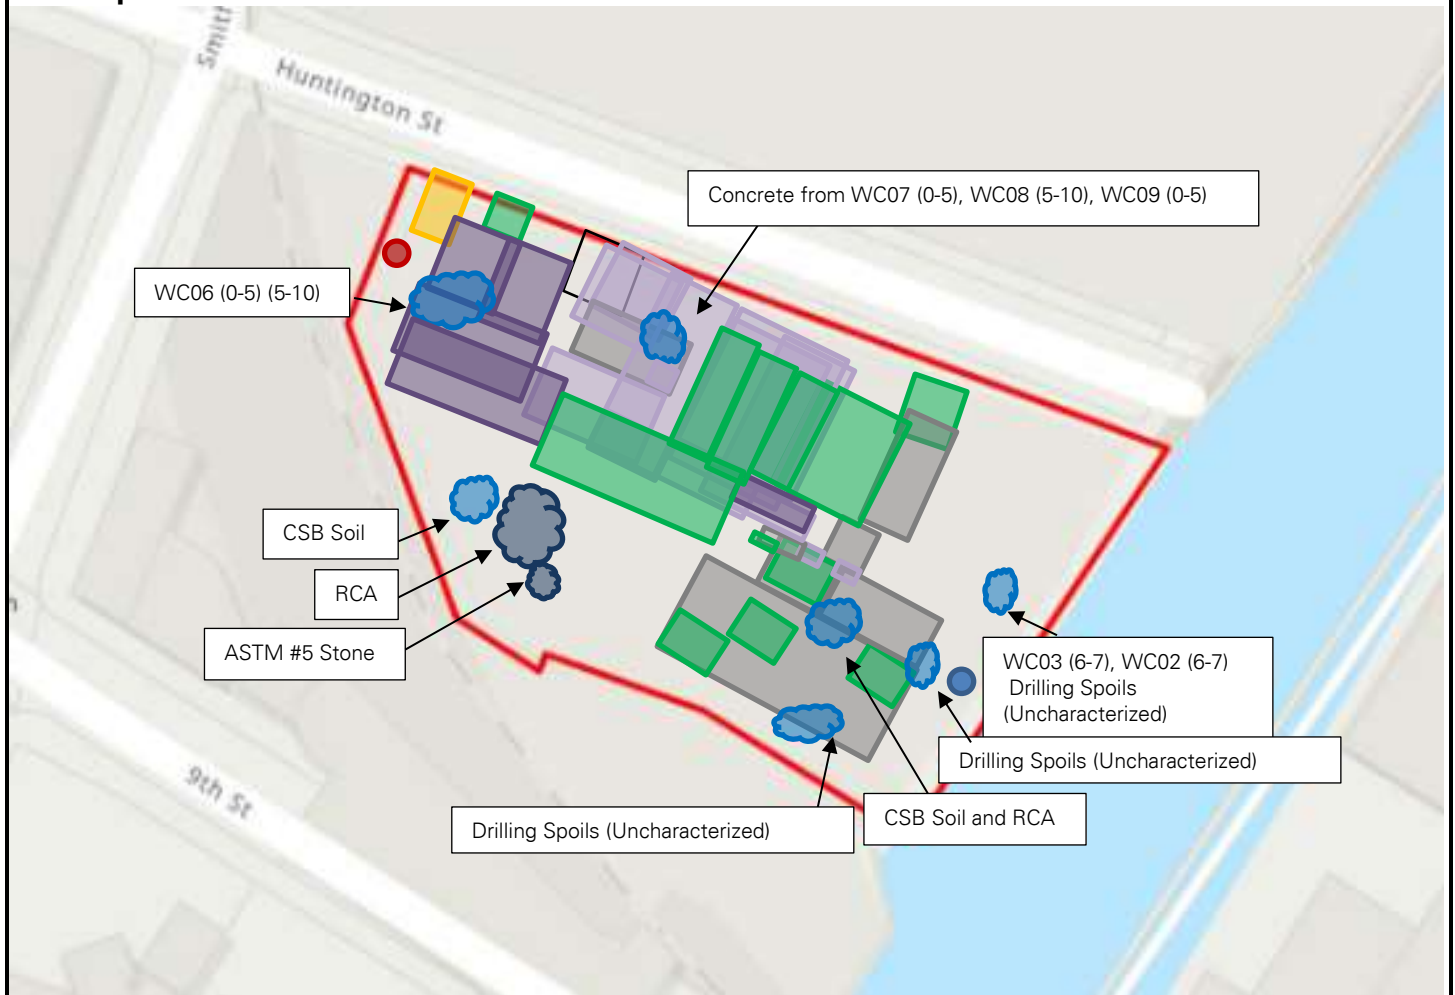 Smith
Huntington St
Concrete from WC07 (0-5), WC08 (5-10), WC09 (0-5)
WC06 (0-5) (5-10)
CSB Soil
RCA
ASTM #5 Stone
WC03 (6-7), WC02 (6-7)
Drilling Spoils
(Uncharacterized)
Drilling Spoils (Uncharacterized)
CSB Soil and RCA
Drilling Spoils (Uncharacterized)
9th St